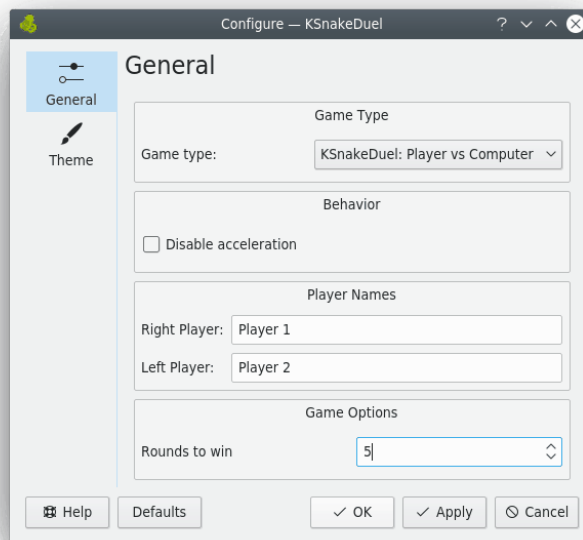 Configure — KSnakeDuel
General
General
Theme
Game Type
Game type: KSnakeDuel: Player vs Computer
Behavior
Disable acceleration
Player Names
Right Player: Player 1
Left Player: Player 2
Game Options
Rounds to win 5
Help Defaults OK Apply Cancel